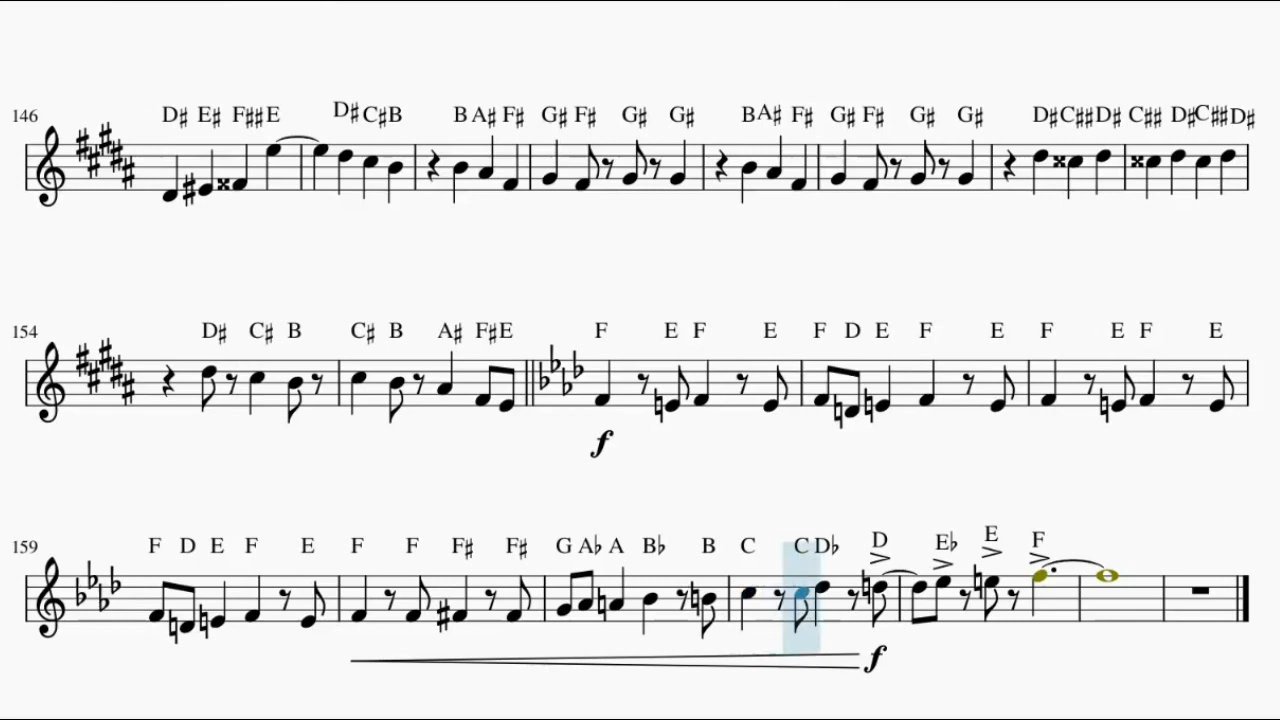 146 D♯ E♯ F♯♯ E D♯ C♯ B B A♯ F♯ G♯ F♯ G♯ G♯ B A♯ F♯ G♯ F♯ G♯ G♯ D♯ C♯♯ D♯ C♯♯ D♯ C♯♯ D♯
154 D♯ C♯ B C♯ B A♯ F♯ E F E F E F D E F E F E F E
f
159 F D E F E F F F♯ F♯ G A♭ A B♭ B C C D♭ D E♭ E F
f